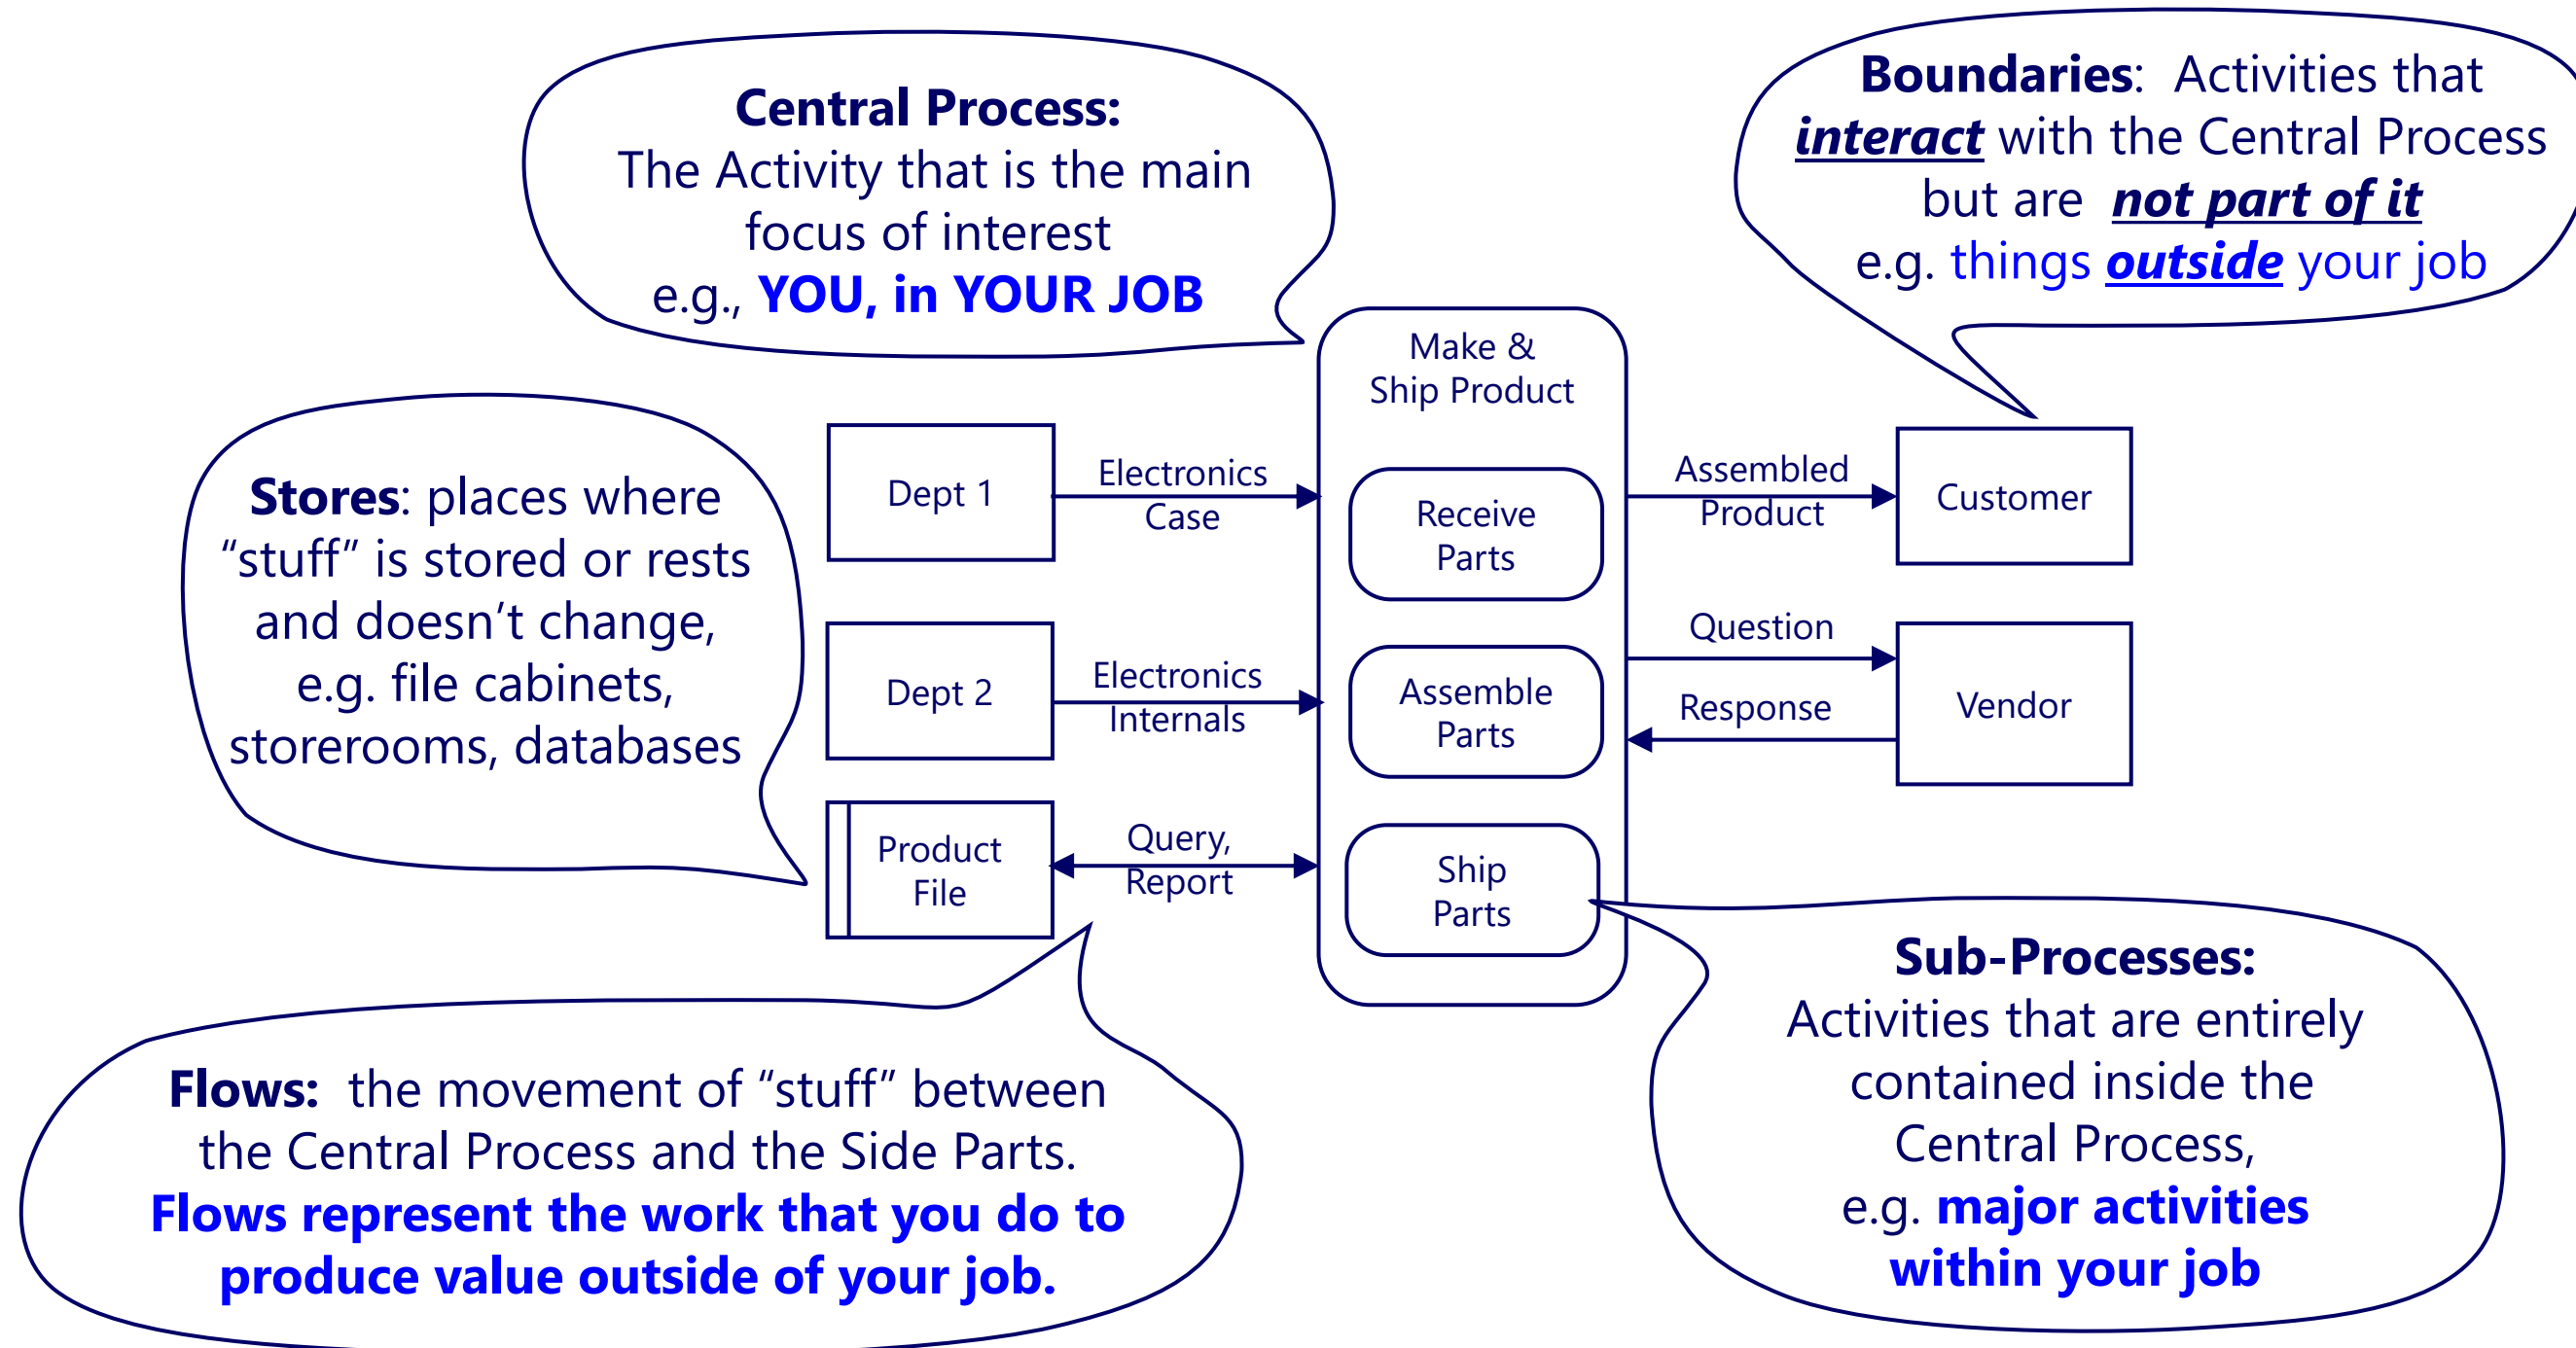 Central Process:
The Activity that is the main
focus of interest
e.g., YOU, in YOUR JOB
Boundaries:  Activities that
interact with the Central Process
but are  not part of it
e.g. things outside your job
Stores: places where
“stuff” is stored or rests
and doesn’t change,
e.g. file cabinets,
storerooms, databases
Dept 1
Electronics
Case
Dept 2
Electronics
Internals
Product
File
Query,
Report
Make &
Ship Product
Receive
Parts
Assemble
Parts
Ship
Parts
Assembled
Product
Customer
Question
Response
Vendor
Flows:  the movement of “stuff” between
the Central Process and the Side Parts.
Flows represent the work that you do to
produce value outside of your job.
Sub-Processes:
Activities that are entirely
contained inside the
Central Process,
e.g. major activities
within your job